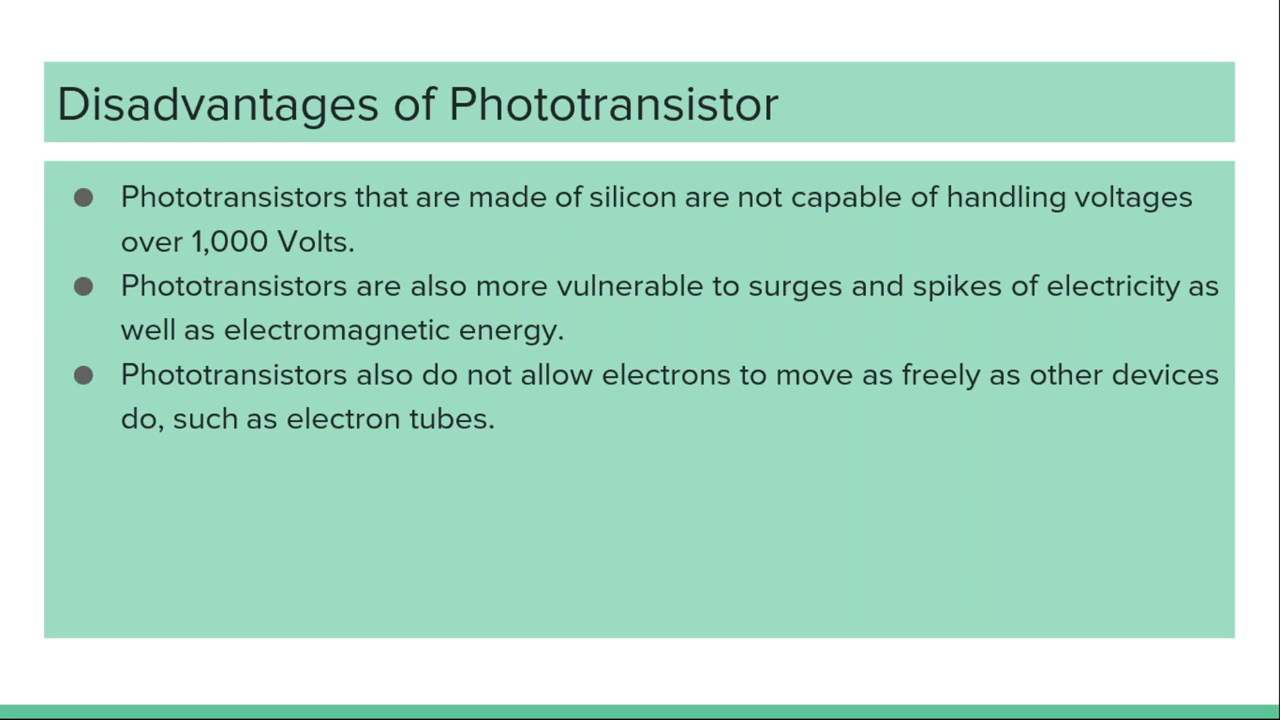 Disadvantages of Phototransistor
● Phototransistors that are made of silicon are not capable of handling voltages
over 1,000 Volts.
● Phototransistors are also more vulnerable to surges and spikes of electricity as
well as electromagnetic energy.
● Phototransistors also do not allow electrons to move as freely as other devices
do, such as electron tubes.